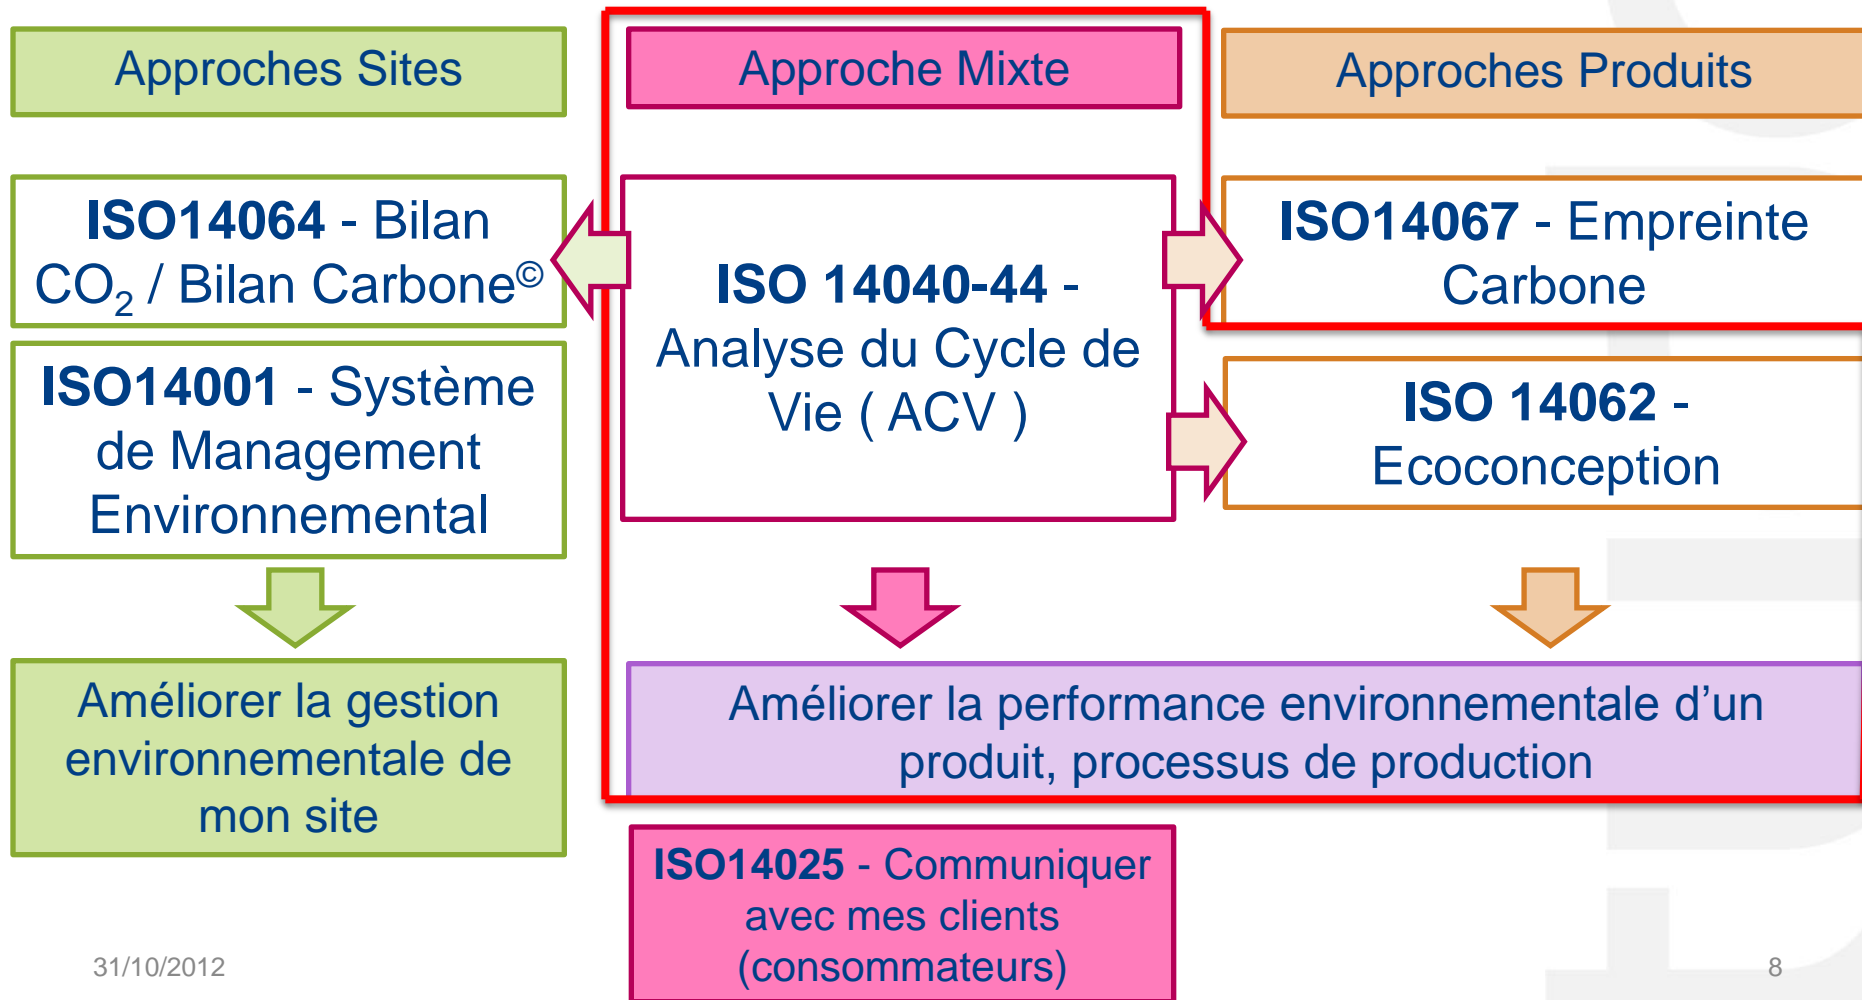 Approches Sites
Approche Mixte
Approches Produits
ISO14064 - Bilan
CO₂ / Bilan Carbone©
ISO14001 - Système
de Management
Environnemental
ISO 14040-44 -
Analyse du Cycle de
Vie ( ACV )
ISO14067 - Empreinte
Carbone
ISO 14062 -
Ecoconception
Améliorer la gestion
environnementale de
mon site
Améliorer la performance environnementale d’un
produit, processus de production
ISO14025 - Communiquer
avec mes clients
(consommateurs)
31/10/2012
8